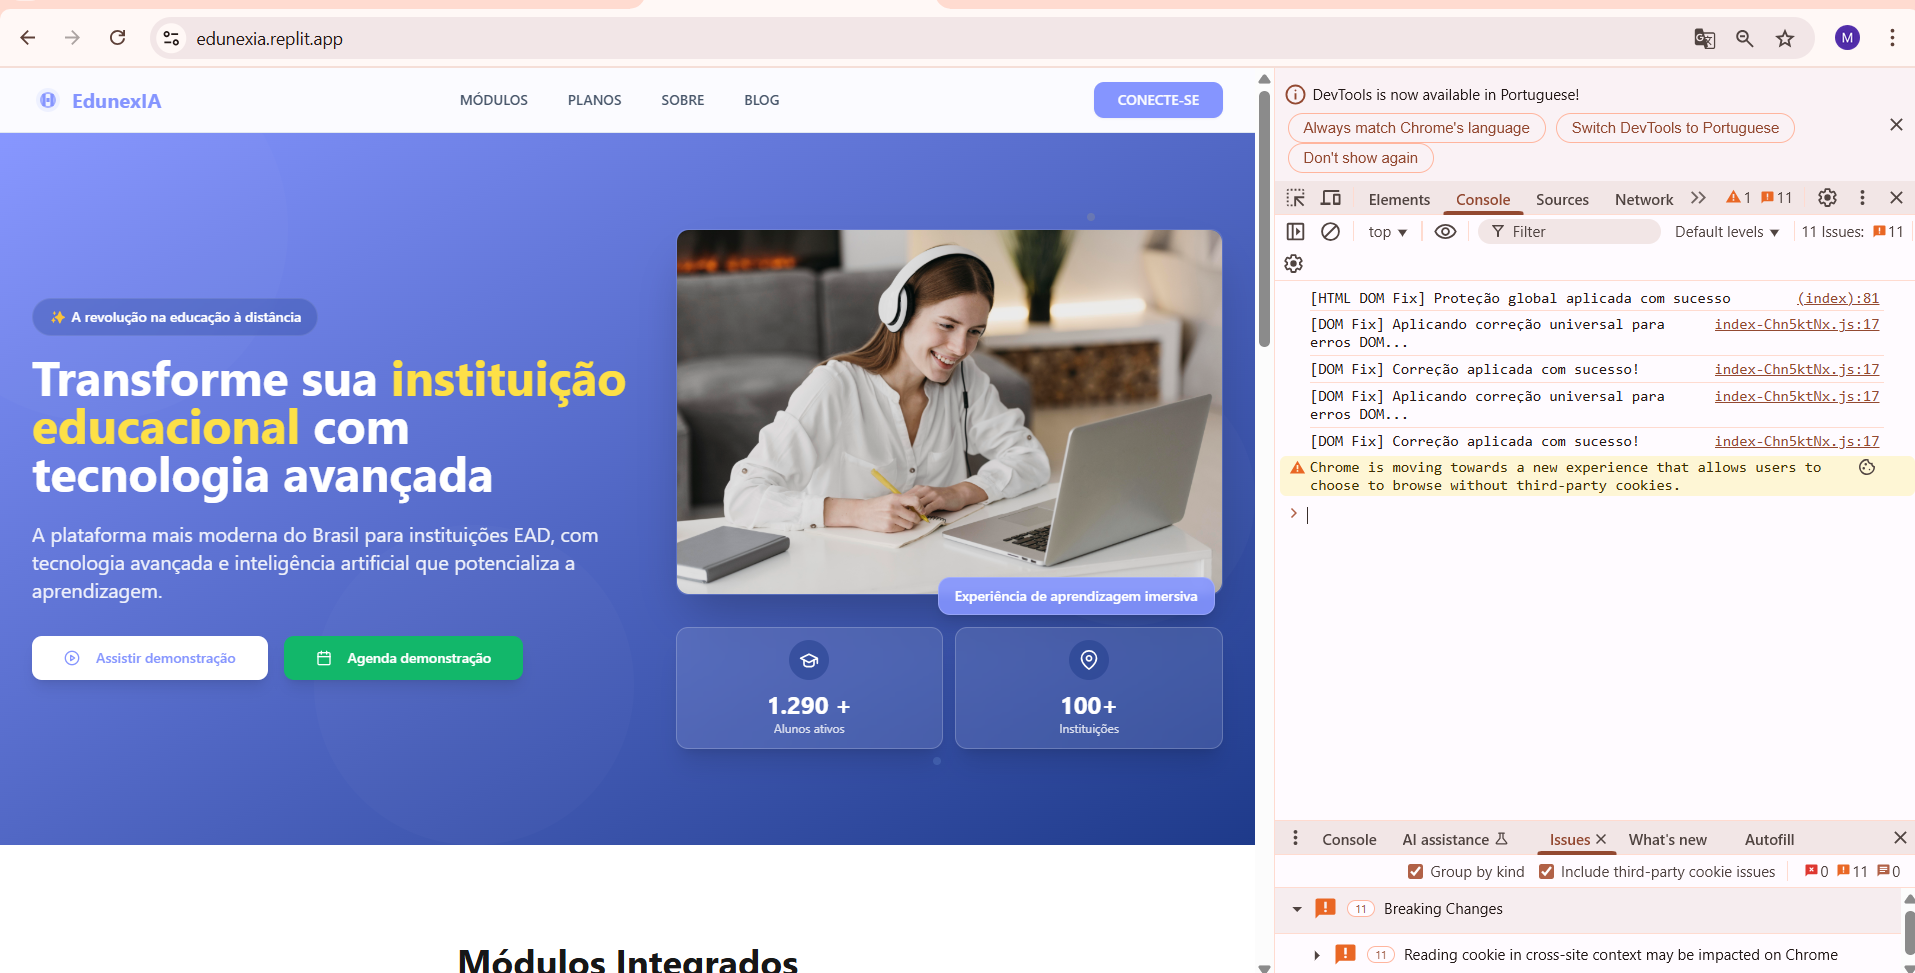 edunexia.replit.app
M
EdunexIA
MÓDULOS
PLANOS
SOBRE
BLOG
CONECTE-SE
✨ A revolução na educação à distância
Transforme sua instituição
educacional com
tecnologia avançada
A plataforma mais moderna do Brasil para instituições EAD, com
tecnologia avançada e inteligência artificial que potencializa a
aprendizagem.
Assistir demonstração
Agenda demonstração
Experiência de aprendizagem imersiva
1.290 +
Alunos ativos
100+
Instituições
Módulos Integrados
DevTools is now available in Portuguese!
Always match Chrome's language
Switch DevTools to Portuguese
Don't show again
Elements
Console
Sources
Network
1
11
top
Filter
Default levels
11 Issues:
11
[HTML DOM Fix] Proteção global aplicada com sucesso (index):81
[DOM Fix] Aplicando correção universal para index-Chn5ktNx.js:17
erros DOM...
[DOM Fix] Correção aplicada com sucesso! index-Chn5ktNx.js:17
[DOM Fix] Aplicando correção universal para index-Chn5ktNx.js:17
erros DOM...
[DOM Fix] Correção aplicada com sucesso! index-Chn5ktNx.js:17
Chrome is moving towards a new experience that allows users to
choose to browse without third-party cookies.
Console
AI assistance
Issues
What's new
Autofill
Group by kind
Include third-party cookie issues
0
11
0
11 Breaking Changes
11 Reading cookie in cross-site context may be impacted on Chrome